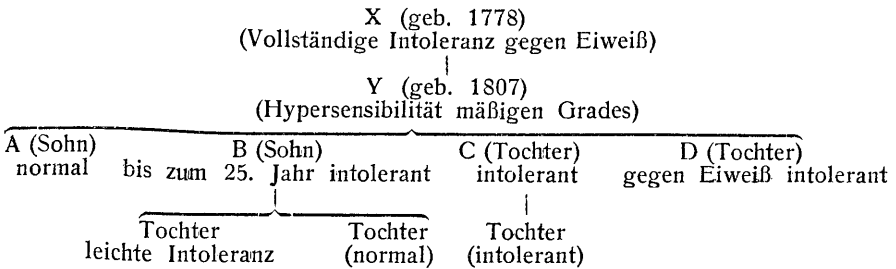 X (geb. 1778)
(Vollständige Intoleranz gegen Eiweiß)
Y (geb. 1807)
(Hypersensibilität mäßigen Grades)
A (Sohn) B (Sohn) C (Tochter) D (Tochter)
normal bis zum 25. Jahr intolerant intolerant gegen Eiweiß intolerant
Tochter Tochter Tochter
leichte Intoleranz (normal) (intolerant)